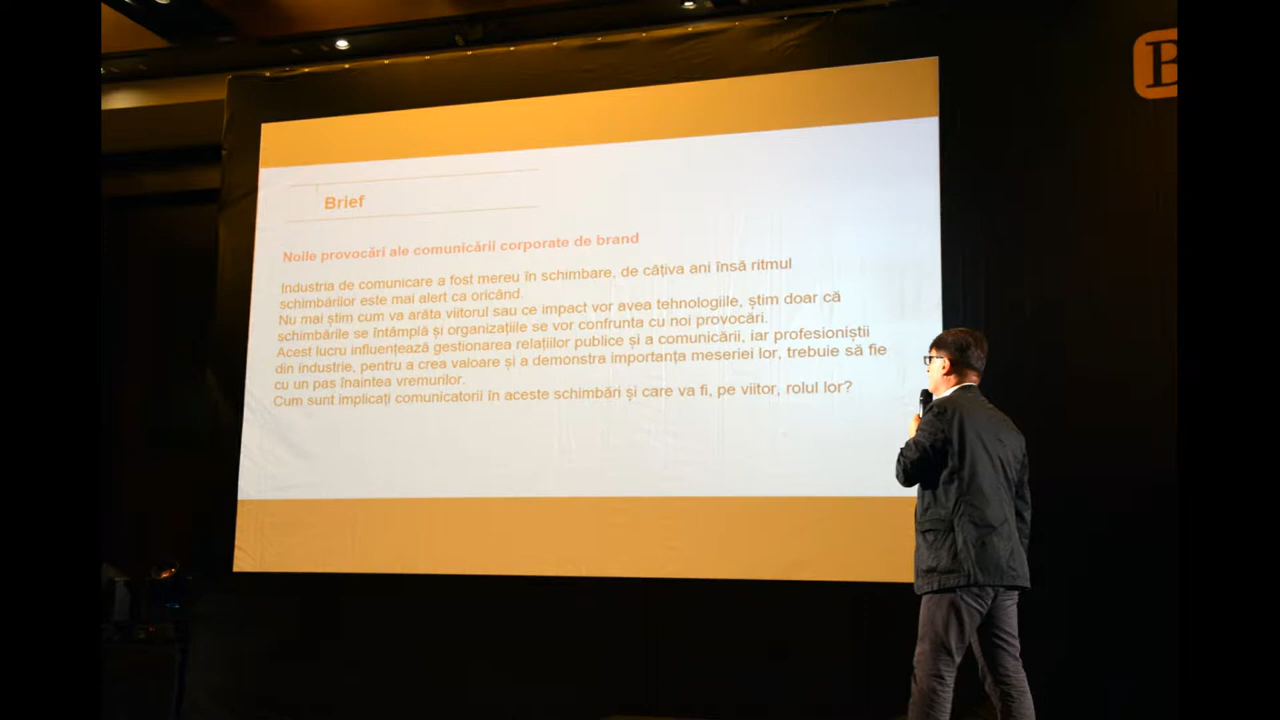 B
Brief
Noile provocări ale comunicării corporate de brand
Industria de comunicare a fost mereu în schimbare, de câțiva ani însă ritmul
schimbărilor este mai alert ca oricând.
Nu mai știm cum va arăta viitorul sau ce impact vor avea tehnologiile, știm doar că
schimbările se întâmplă și organizațiile se vor confrunta cu noi provocări.
Acest lucru influențează gestionarea relațiilor publice și a comunicării, iar profesioniștii
din industrie, pentru a crea valoare și a demonstra importanța meseriei lor, trebuie să fie
cu un pas înaintea vremurilor.
Cum sunt implicați comunicatorii în aceste schimbări și care va fi, pe viitor, rolul lor?